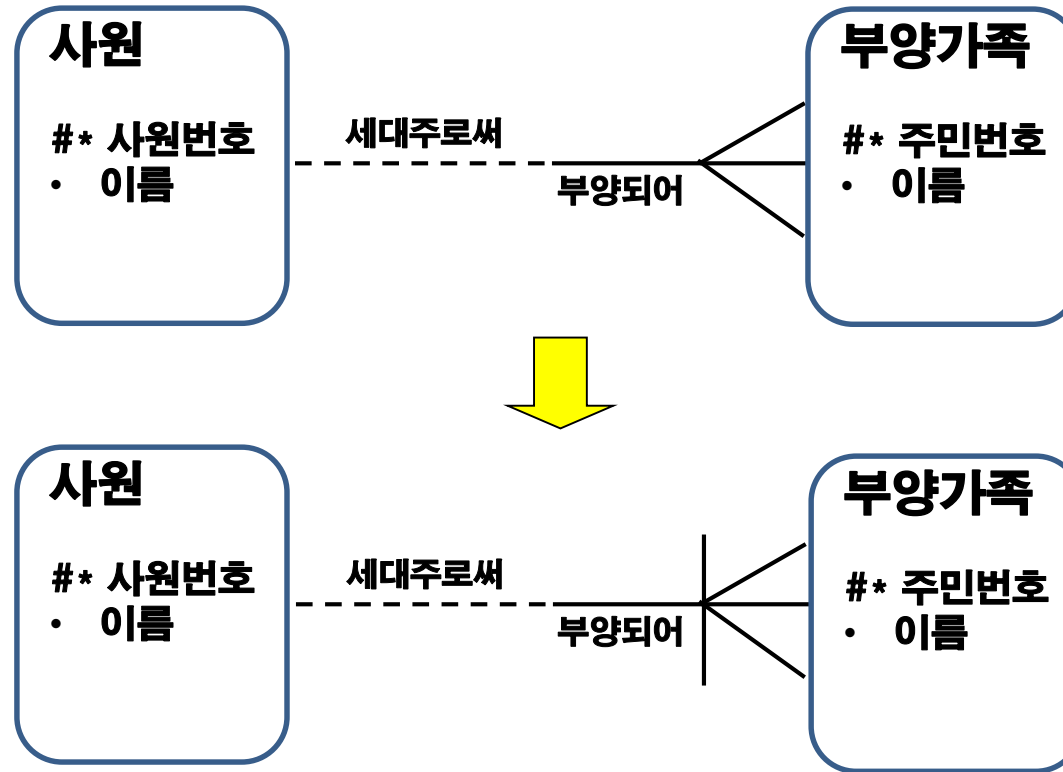 사원
#* 사원번호
• 이름
세대주로써
부양되어
부양가족
#* 주민번호
• 이름
사원
#* 사원번호
• 이름
세대주로써
부양되어
부양가족
#* 주민번호
• 이름